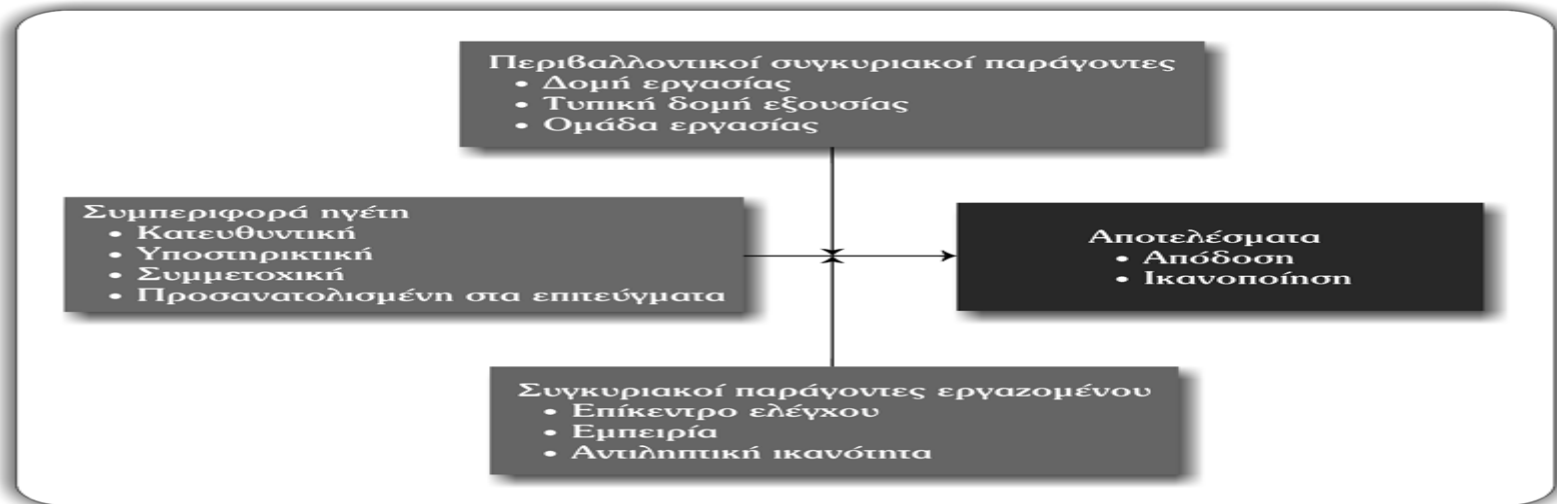 Περιβαλλοντικοί συγκυριακοί παράγοντες
• Δομή εργασίας
• Τυπική δομή εξουσίας
• Ομάδα εργασίας
Συμπεριφορά ηγέτη
• Κατευθυντική
• Υποστηρικτική
• Συμμετοχική
• Προσανατολισμένη στα επιτεύγματα
Αποτελέσματα
• Απόδοση
• Ικανοποίηση
Συγκυριακοί παράγοντες εργαζομένου
• Επίκεντρο ελέγχου
• Εμπειρία
• Αντιληπτική ικανότητα